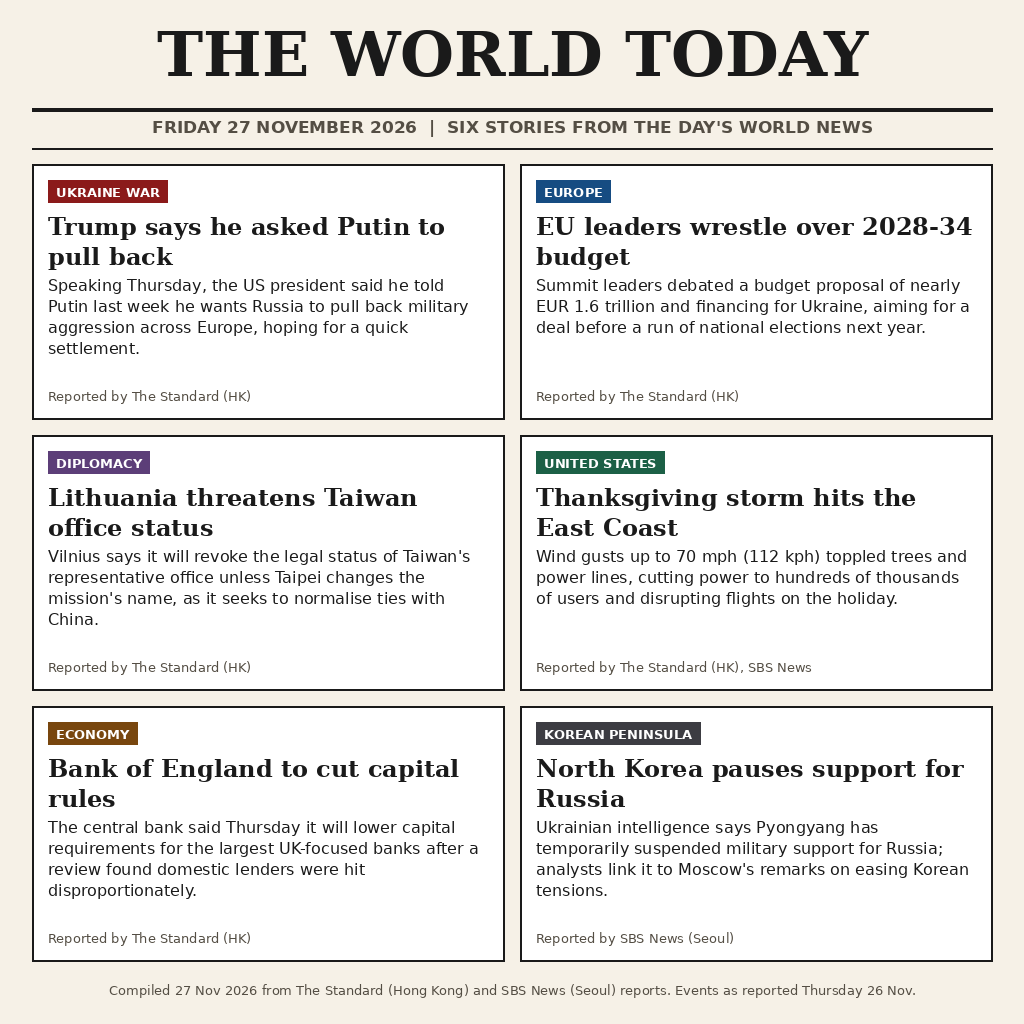 THE WORLD TODAY
FRIDAY 27 NOVEMBER 2026 | SIX STORIES FROM THE DAY'S WORLD NEWS
UKRAINE WAR
Trump says he asked Putin to
pull back
Speaking Thursday, the US president said he told
Putin last week he wants Russia to pull back military
aggression across Europe, hoping for a quick
settlement.
Reported by The Standard (HK)
EUROPE
EU leaders wrestle over 2028-34
budget
Summit leaders debated a budget proposal of nearly
EUR 1.6 trillion and financing for Ukraine, aiming for a
deal before a run of national elections next year.
Reported by The Standard (HK)
DIPLOMACY
Lithuania threatens Taiwan
office status
Vilnius says it will revoke the legal status of Taiwan's
representative office unless Taipei changes the
mission's name, as it seeks to normalise ties with
China.
Reported by The Standard (HK)
UNITED STATES
Thanksgiving storm hits the
East Coast
Wind gusts up to 70 mph (112 kph) toppled trees and
power lines, cutting power to hundreds of thousands
of users and disrupting flights on the holiday.
Reported by The Standard (HK), SBS News
ECONOMY
Bank of England to cut capital
rules
The central bank said Thursday it will lower capital
requirements for the largest UK-focused banks after a
review found domestic lenders were hit
disproportionately.
Reported by The Standard (HK)
KOREAN PENINSULA
North Korea pauses support for
Russia
Ukrainian intelligence says Pyongyang has
temporarily suspended military support for Russia;
analysts link it to Moscow's remarks on easing Korean
tensions.
Reported by SBS News (Seoul)
Compiled 27 Nov 2026 from The Standard (Hong Kong) and SBS News (Seoul) reports. Events as reported Thursday 26 Nov.